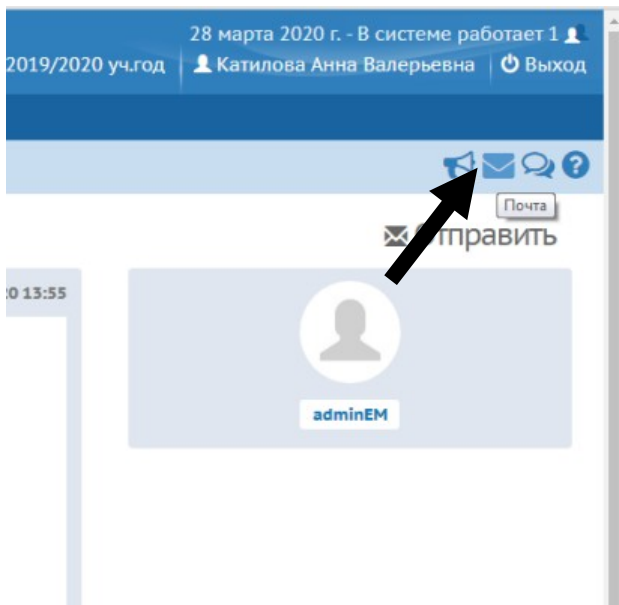 28 марта 2020 г. - В системе работает 1
2019/2020 уч.год Катилова Анна Валерьевна Выход
Почта
Отправить
0 13:55
adminEM